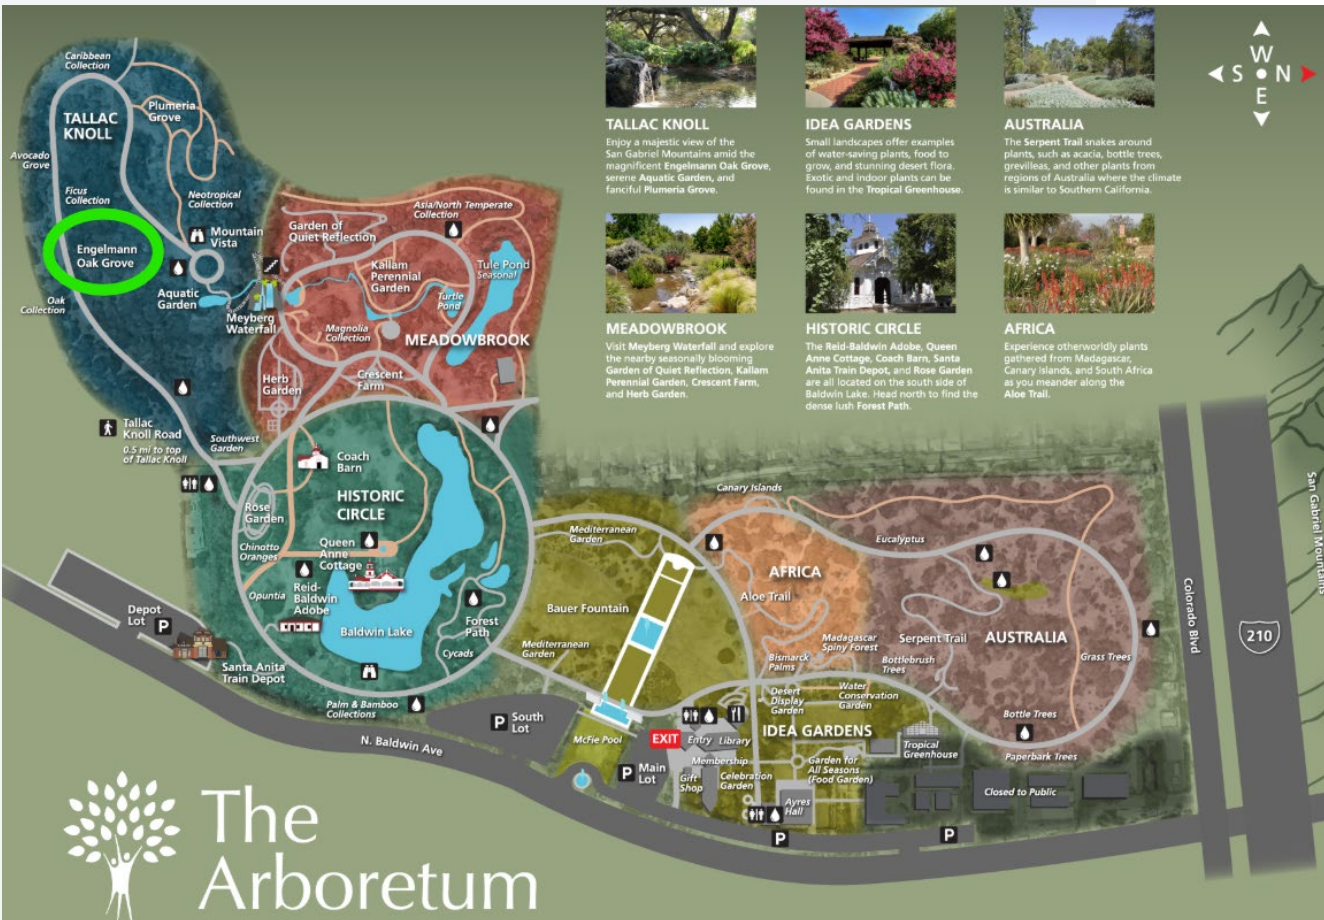 Caribbean
Collection
TALLAC
KNOLL
Plumeria
Grove
Avocado
Grove
Ficus
Collection
Neotropical
Collection
Engelmann
Oak Grove
Mountain
Vista
Oak
Collection
Aquatic
Garden
Meyberg
Waterfall
Tallac
Knoll Road
0.5 mi to top
of Tallac Knoll
Southwest
Garden
Asia/North Temperate
Collection
Garden of
Quiet Reflection
Kallam
Perennial
Garden
Tule Pond
Seasonal
Turtle
Pond
Magnolia
Collection
MEADOWBROOK
Herb
Garden
Crescent
Farm
Coach
Barn
HISTORIC
CIRCLE
Rose
Garden
Chinotto
Oranges
Queen
Anne
Cottage
Opuntia
Reid-
Baldwin
Adobe
Baldwin Lake
Forest
Path
Cycads
Depot
Lot
P
Santa Anita
Train Depot
Palm & Bamboo
Collections
N. Baldwin Ave
P
South
Lot
Mediterranean
Garden
Bauer Fountain
Mediterranean
Garden
McFie Pool
EXIT
Entry
Library
P
Main
Lot
Membership
Gift
Shop
Celebration
Garden
Ayres
Hall
P
P
Canary Islands
AFRICA
Aloe Trail
Madagascar
Spiny Forest
Bismarck
Palms
Desert
Display
Garden
Water
Conservation
Garden
IDEA GARDENS
Garden for
All Seasons
(Food Garden)
Tropical
Greenhouse
Closed to Public
Eucalyptus
Serpent Trail
AUSTRALIA
Bottlebrush
Trees
Grass Trees
Bottle Trees
Paperbark Trees
Colorado Blvd
210
San Gabriel Mountains
W
S N
E
TALLAC KNOLL
Enjoy a majestic view of the
San Gabriel Mountains amid the
magnificent Engelmann Oak Grove,
serene Aquatic Garden, and
fanciful Plumeria Grove.
IDEA GARDENS
Small landscapes offer examples
of water-saving plants, food to
grow, and stunning desert flora.
Exotic and indoor plants can be
found in the Tropical Greenhouse.
AUSTRALIA
The Serpent Trail snakes around
plants, such as acacia, bottle trees,
grevilleas, and other plants from
regions of Australia where the climate
is similar to Southern California.
MEADOWBROOK
Visit Meyberg Waterfall and explore
the nearby seasonally blooming
Garden of Quiet Reflection, Kallam
Perennial Garden, Crescent Farm,
and Herb Garden.
HISTORIC CIRCLE
The Reid-Baldwin Adobe, Queen
Anne Cottage, Coach Barn, Santa
Anita Train Depot, and Rose Garden
are all located on the south side of
Baldwin Lake. Head north to find the
dense lush Forest Path.
AFRICA
Experience otherworldly plants
gathered from Madagascar,
Canary Islands, and South Africa
as you meander along the
Aloe Trail.
The
Arboretum